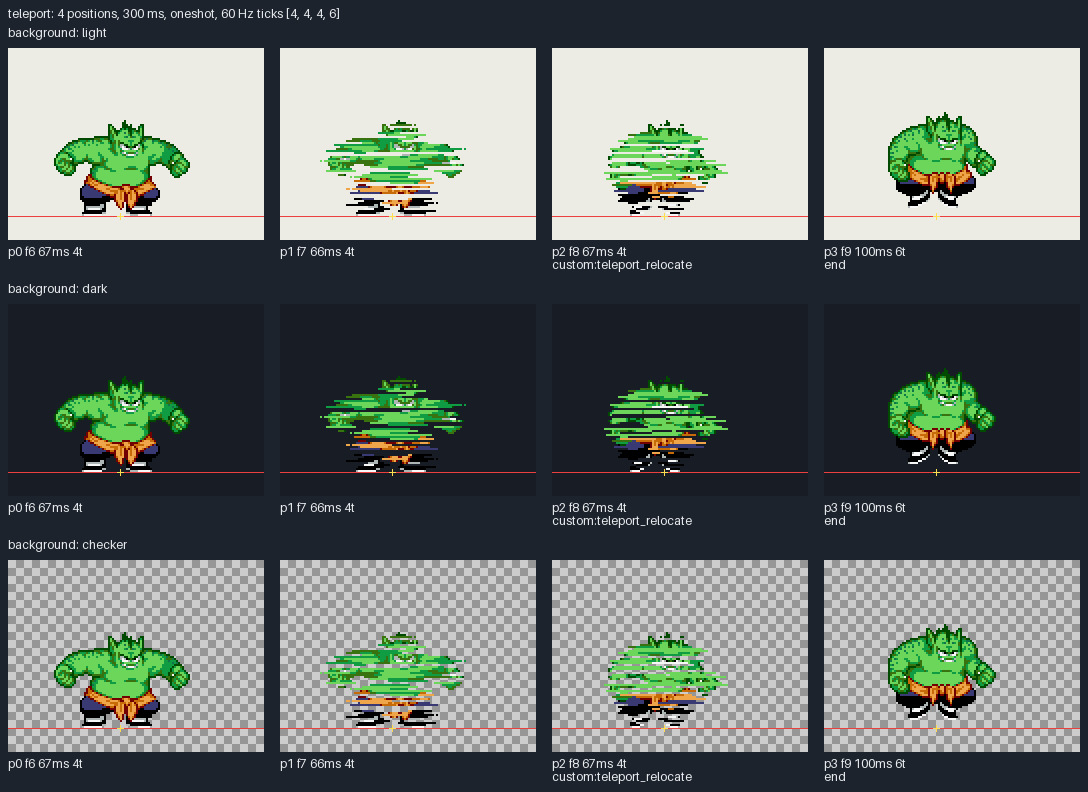 teleport: 4 positions, 300 ms, oneshot, 60 Hz ticks [4, 4, 4, 6]
background: light
p0 f6 67ms 4t
p1 f7 66ms 4t
p2 f8 67ms 4t
custom:teleport_relocate
p3 f9 100ms 6t
end
background: dark
p0 f6 67ms 4t
p1 f7 66ms 4t
p2 f8 67ms 4t
custom:teleport_relocate
p3 f9 100ms 6t
end
background: checker
p0 f6 67ms 4t
p1 f7 66ms 4t
p2 f8 67ms 4t
custom:teleport_relocate
p3 f9 100ms 6t
end